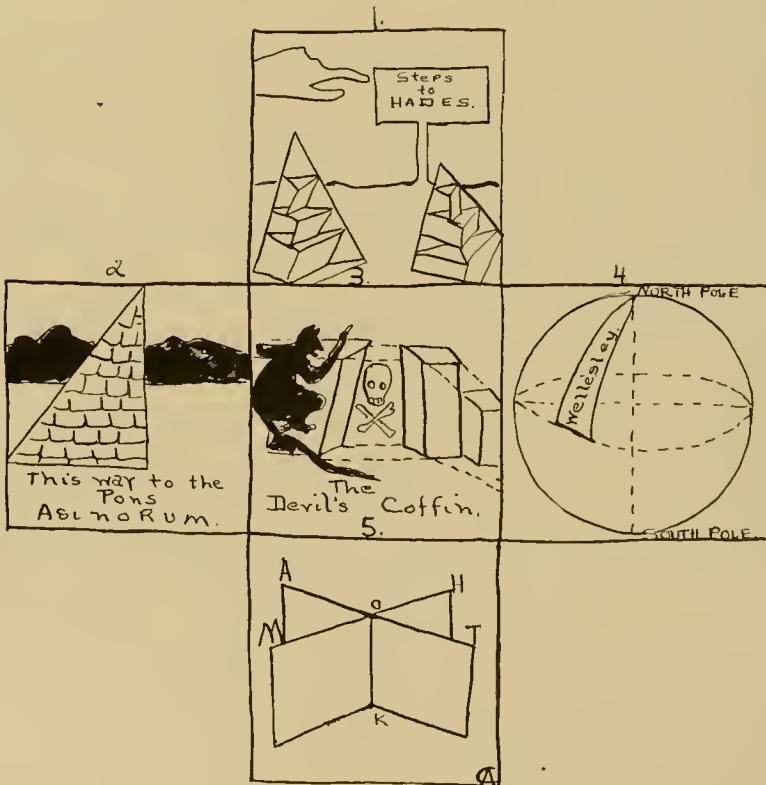 1.
Steps
to
HADES.
2
This way to the
Pons
ASiNORUM.
3.
The
Devil's Coffin.
4
NORTH POLE
Wellesley.
SOUTH POLE
5.
A
H
O
M
T
K